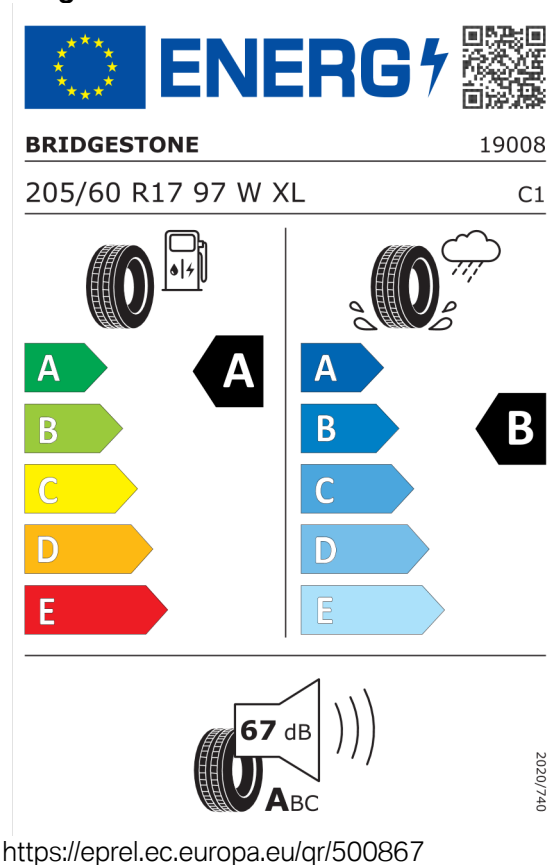 ENERG
BRIDGESTONE 19008
205/60 R17 97 W XL C1
A A A
B B B
C C
D D
E E
67 dB
ABC
2020/740
https://eprel.ec.europa.eu/qr/500867